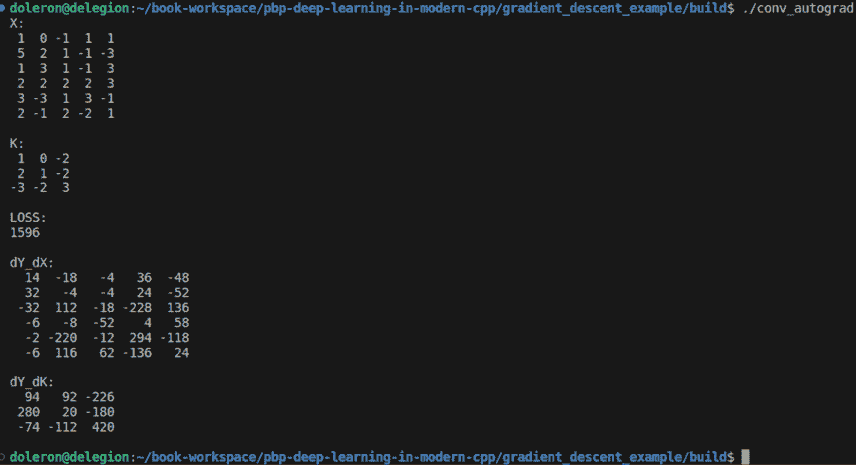 doleron@delegion:~/book-workspace/pbp-deep-learning-in-modern-cpp/gradient_descent_example/build$ ./conv_autograd
X:
1 0 -1 1 1
5 2 1 -1 -3
1 3 1 -1 3
2 2 2 2 3
3 -3 1 3 -1
2 -1 2 -2 1
K:
1 0 -2
2 1 -2
-3 -2 3
LOSS:
1596
dY_dX:
14 -18 -4 36 -48
32 -4 -4 24 -52
-32 112 -18 -228 136
-6 -8 -52 4 58
-2 -220 -12 294 -118
-6 116 62 -136 24
dY_dK:
94 92 -226
280 20 -180
-74 -112 420
doleron@delegion:~/book-workspace/pbp-deep-learning-in-modern-cpp/gradient_descent_example/build$